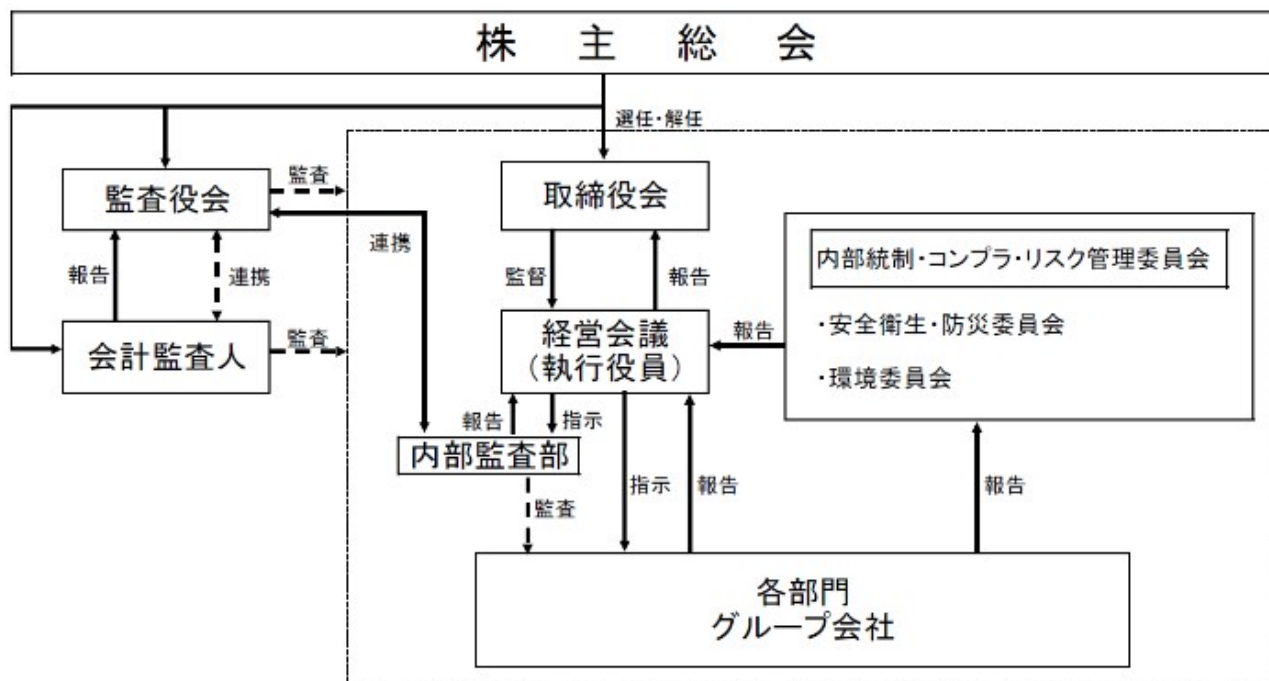 株主総会
選任・解任
監査役会
監査
取締役会
連携
報告
連携
監督
報告
内部統制・コンプラ・リスク管理委員会
・安全衛生・防災委員会
・環境委員会
報告
会計監査人
監査
経営会議
(執行役員)
報告
指示
内部監査部
監査
指示
報告
報告
各部門
グループ会社